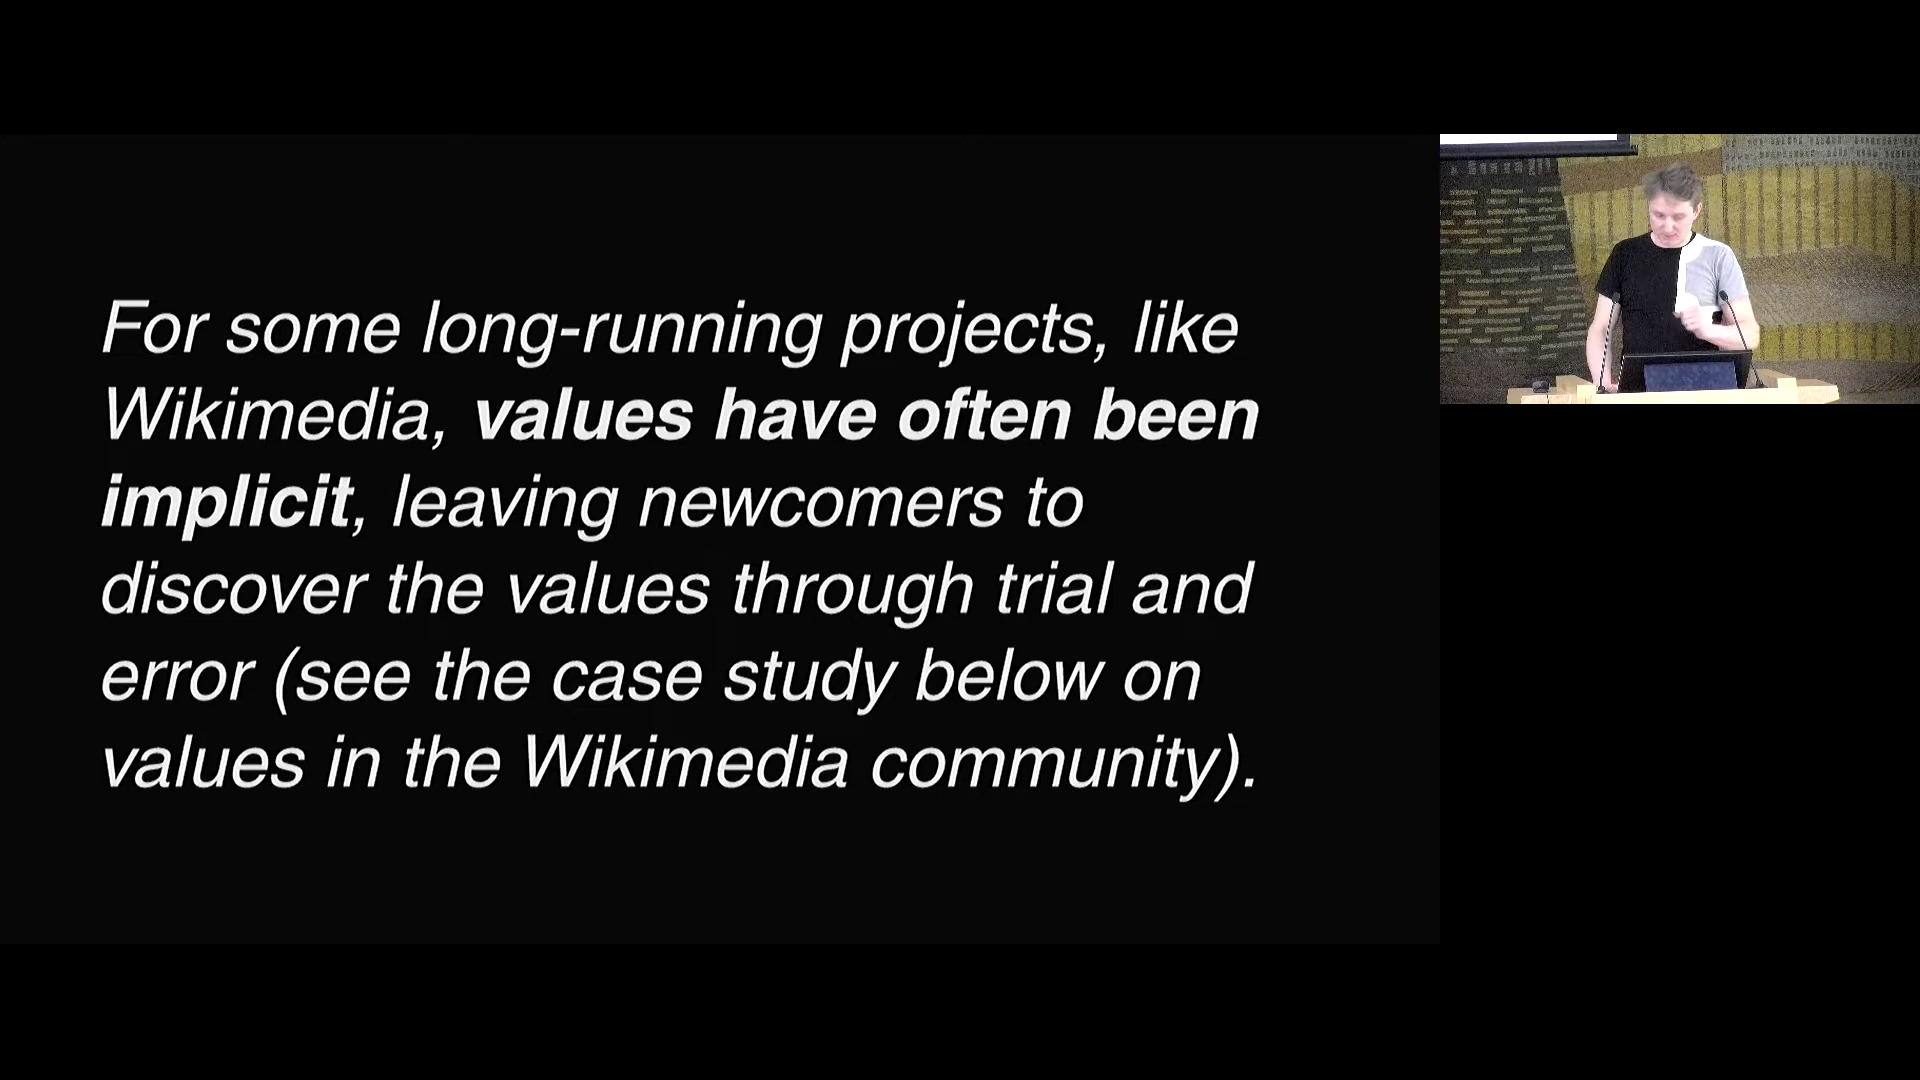 For some long-running projects, like
Wikimedia, values have often been
implicit, leaving newcomers to
discover the values through trial and
error (see the case study below on
values in the Wikimedia community).